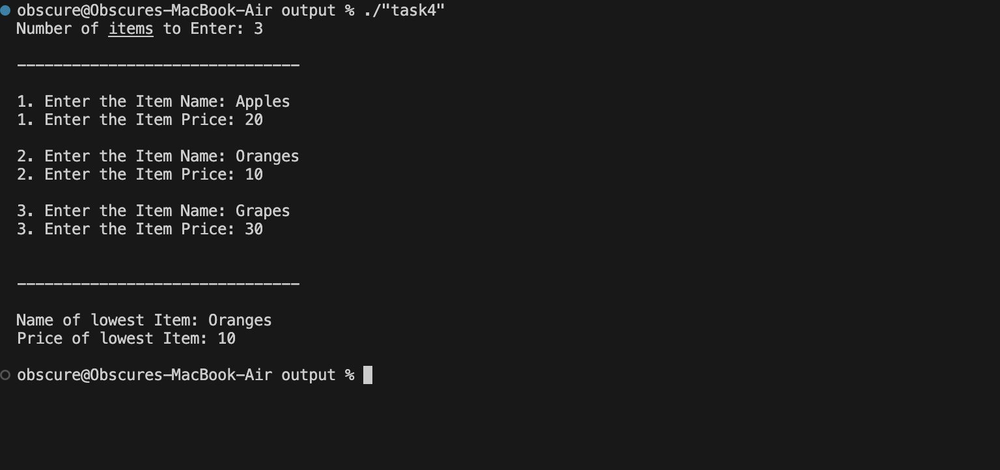 obscure@Obscures-MacBook-Air output % ./"task4"
Number of items to Enter: 3
-------------------------------
1. Enter the Item Name: Apples
1. Enter the Item Price: 20
2. Enter the Item Name: Oranges
2. Enter the Item Price: 10
3. Enter the Item Name: Grapes
3. Enter the Item Price: 30
-------------------------------
Name of lowest Item: Oranges
Price of lowest Item: 10
obscure@Obscures-MacBook-Air output %